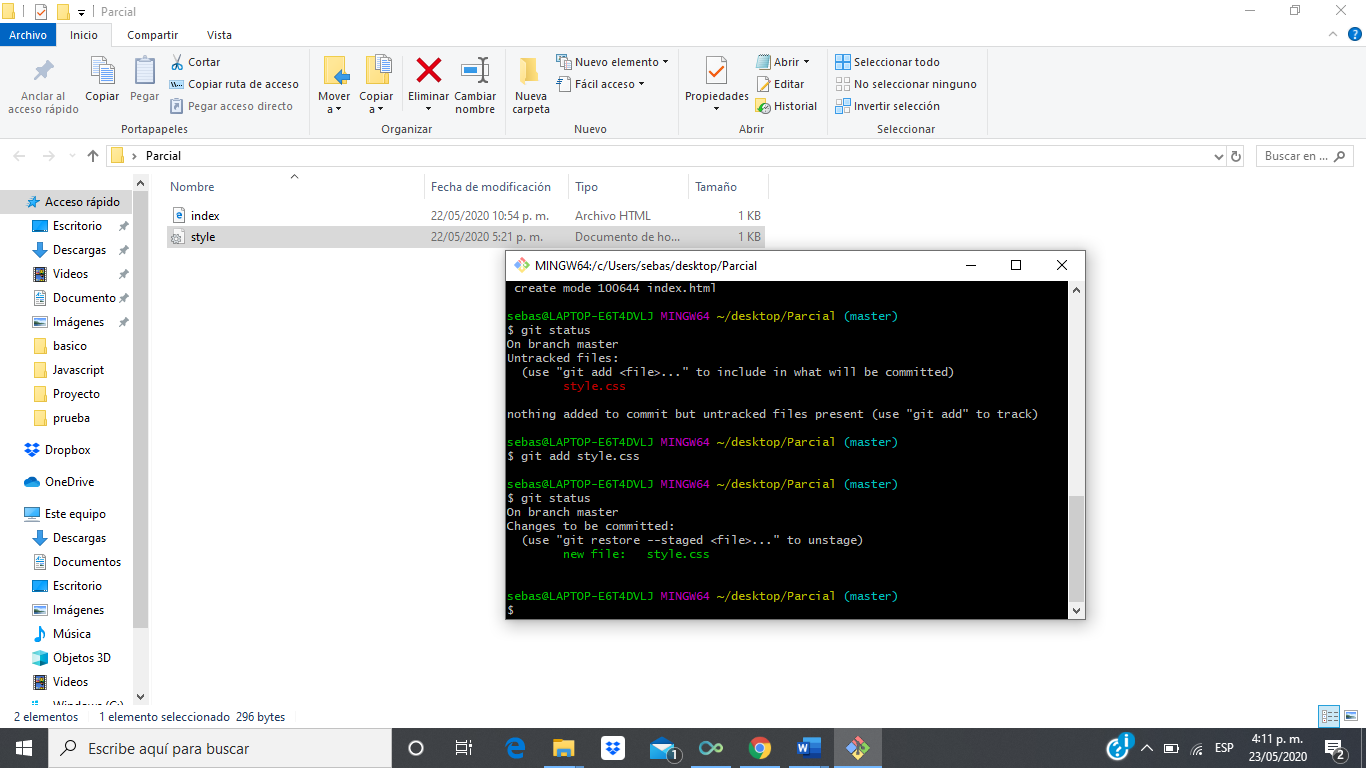 Parcial
Archivo Inicio Compartir Vista
Anclar al acceso rápido
Copiar
Pegar
Cortar
Copiar ruta de acceso
Pegar acceso directo
Portapapeles
Mover a
Copiar a
Eliminar
Cambiar nombre
Organizar
Nueva carpeta
Nuevo elemento
Fácil acceso
Nuevo
Propiedades
Abrir
Editar
Historial
Abrir
Seleccionar todo
No seleccionar ninguno
Invertir selección
Seleccionar
Parcial
Buscar en ...
Acceso rápido
Escritorio
Descargas
Videos
Documento
Imágenes
basico
Javascript
Proyecto
prueba
Dropbox
OneDrive
Este equipo
Descargas
Documentos
Escritorio
Imágenes
Música
Objetos 3D
Videos
Nombre Fecha de modificación Tipo Tamaño
index 22/05/2020 10:54 p. m. Archivo HTML 1 KB
style 22/05/2020 5:21 p. m. Documento de ho... 1 KB
MINGW64:/c/Users/sebas/desktop/Parcial
create mode 100644 index.html
sebas@LAPTOP-E6T4DVLJ MINGW64 ~/desktop/Parcial (master)
$ git status
On branch master
Untracked files:
(use "git add <file>..." to include in what will be committed)
style.css
nothing added to commit but untracked files present (use "git add" to track)
sebas@LAPTOP-E6T4DVLJ MINGW64 ~/desktop/Parcial (master)
$ git add style.css
sebas@LAPTOP-E6T4DVLJ MINGW64 ~/desktop/Parcial (master)
$ git status
On branch master
Changes to be committed:
(use "git restore --staged <file>..." to unstage)
new file: style.css
sebas@LAPTOP-E6T4DVLJ MINGW64 ~/desktop/Parcial (master)
$
2 elementos 1 elemento seleccionado 296 bytes
Escribe aquí para buscar
1
W
ESP
4:11 p. m.
23/05/2020
2